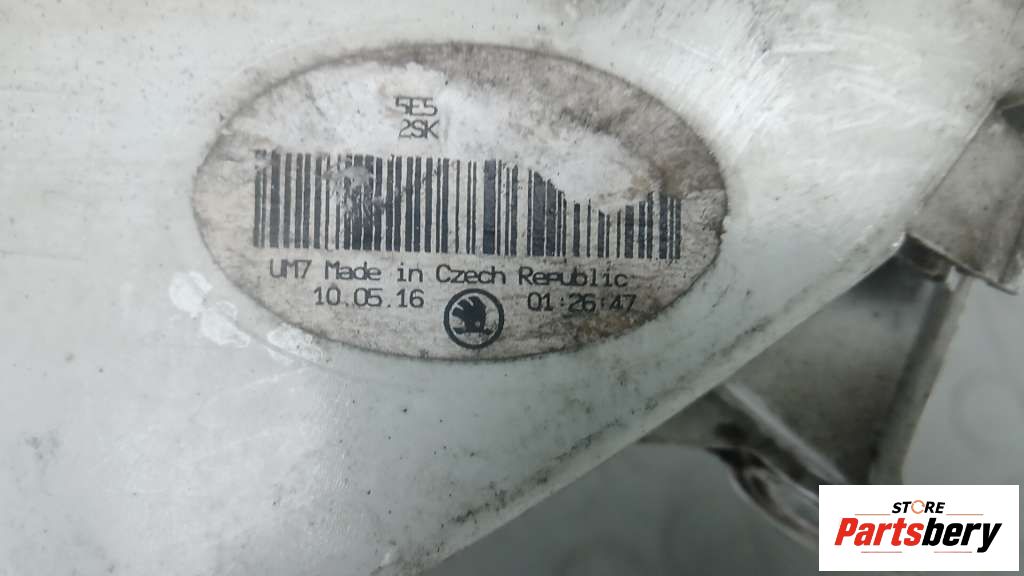 5E5
2SK
UM7 Made in Czech Republic
10.05.16 01:26:47
STORE
Partsbery